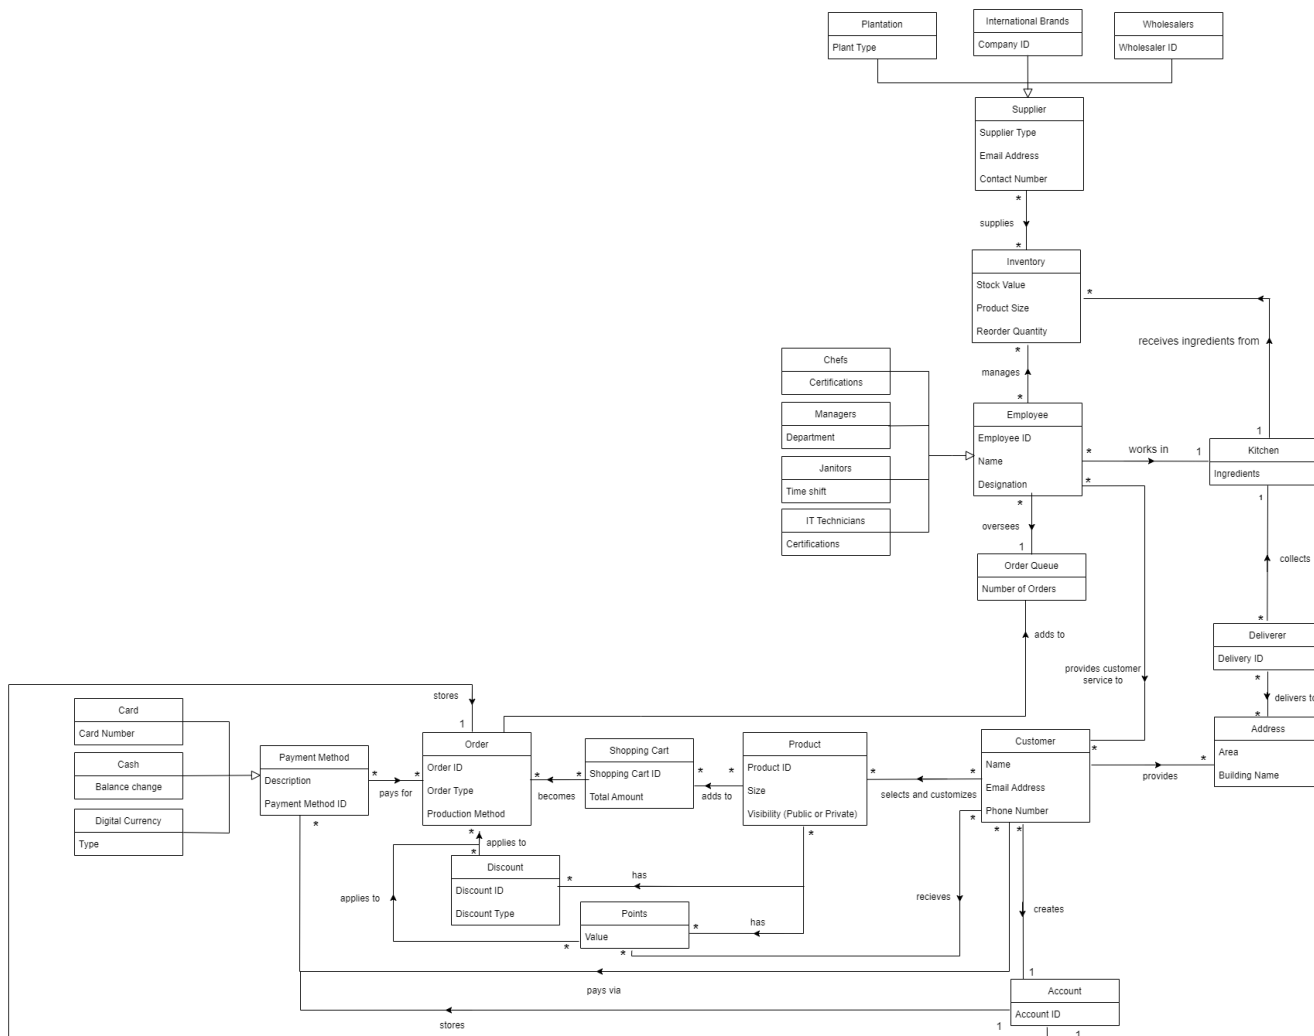 Plantation
Plant Type
International Brands
Company ID
Wholesalers
Wholesaler ID
Supplier
Supplier Type
Email Address
Contact Number
*
supplies
*
Inventory
Stock Value
Product Size
Reorder Quantity
*
*
receives ingredients from
manages
*
Chefs
Certifications
Managers
Department
Janitors
Time shift
IT Technicians
Certifications
Employee
Employee ID
Name
Designation
*
works in
1
1
Kitchen
Ingredients
1
*
*
oversees
1
Order Queue
Number of Orders
collects
*
adds to
Deliverer
Delivery ID
*
delivers to
*
provides customer
service to
stores
1
Card
Card Number
Cash
Balance change
Digital Currency
Type
Payment Method
Description
Payment Method ID
*
pays for
*
*
Order
Order ID
Order Type
Production Method
*
becomes
*
Shopping Cart
Shopping Cart ID
Total Amount
*
adds to
*
Product
Product ID
Size
Visibility (Public or Private)
*
selects and customizes
*
Customer
Name
Email Address
Phone Number
*
provides
*
Address
Area
Building Name
*
*
*
*
applies to
*
*
Discount
Discount ID
Discount Type
*
has
applies to
recieves
Points
Value
*
has
*
*
creates
1
pays via
Account
Account ID
stores
1
1